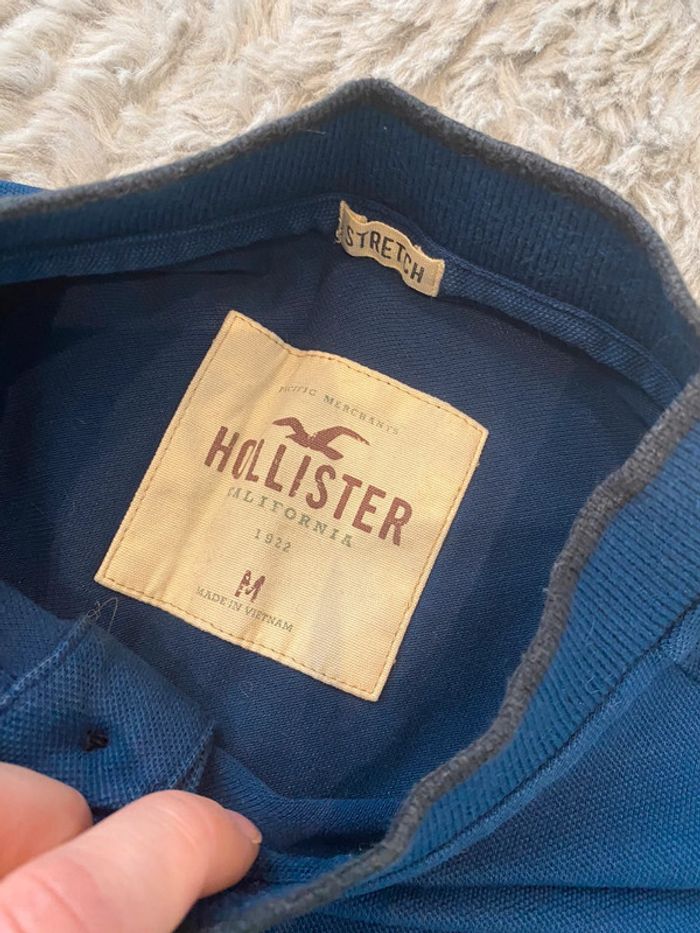 STRETCH
PACIFIC MERCHANTS
HOLLISTER
CALIFORNIA
1922
M
MADE IN VIETNAM